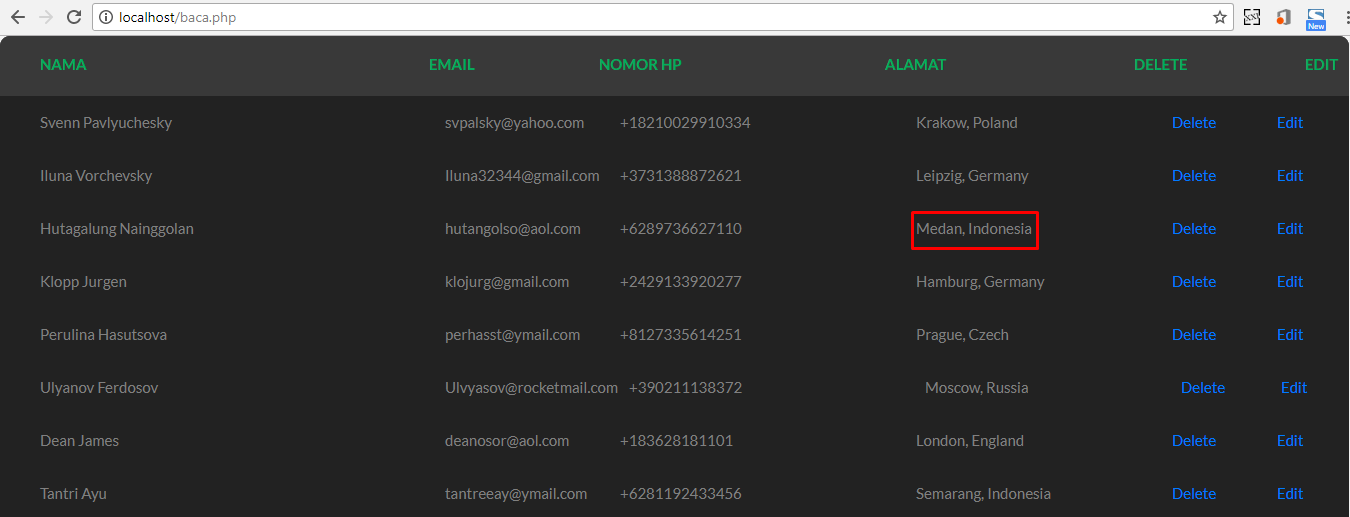 localhost/baca.php
New
NAMA EMAIL NOMOR HP ALAMAT DELETE EDIT
Svenn Pavlyuchesky svpalsky@yahoo.com +18210029910334 Krakow, Poland Delete Edit
Iluna Vorchevsky Iluna32344@gmail.com +3731388872621 Leipzig, Germany Delete Edit
Hutagalung Nainggolan hutangolso@aol.com +6289736627110 Medan, Indonesia Delete Edit
Klopp Jurgen klojurg@gmail.com +2429133920277 Hamburg, Germany Delete Edit
Perulina Hasutsova perhasst@ymail.com +8127335614251 Prague, Czech Delete Edit
Ulyanov Ferdosov Ulvyasov@rocketmail.com +390211138372 Moscow, Russia Delete Edit
Dean James deanosor@aol.com +183628181101 London, England Delete Edit
Tantri Ayu tantreeay@ymail.com +6281192433456 Semarang, Indonesia Delete Edit